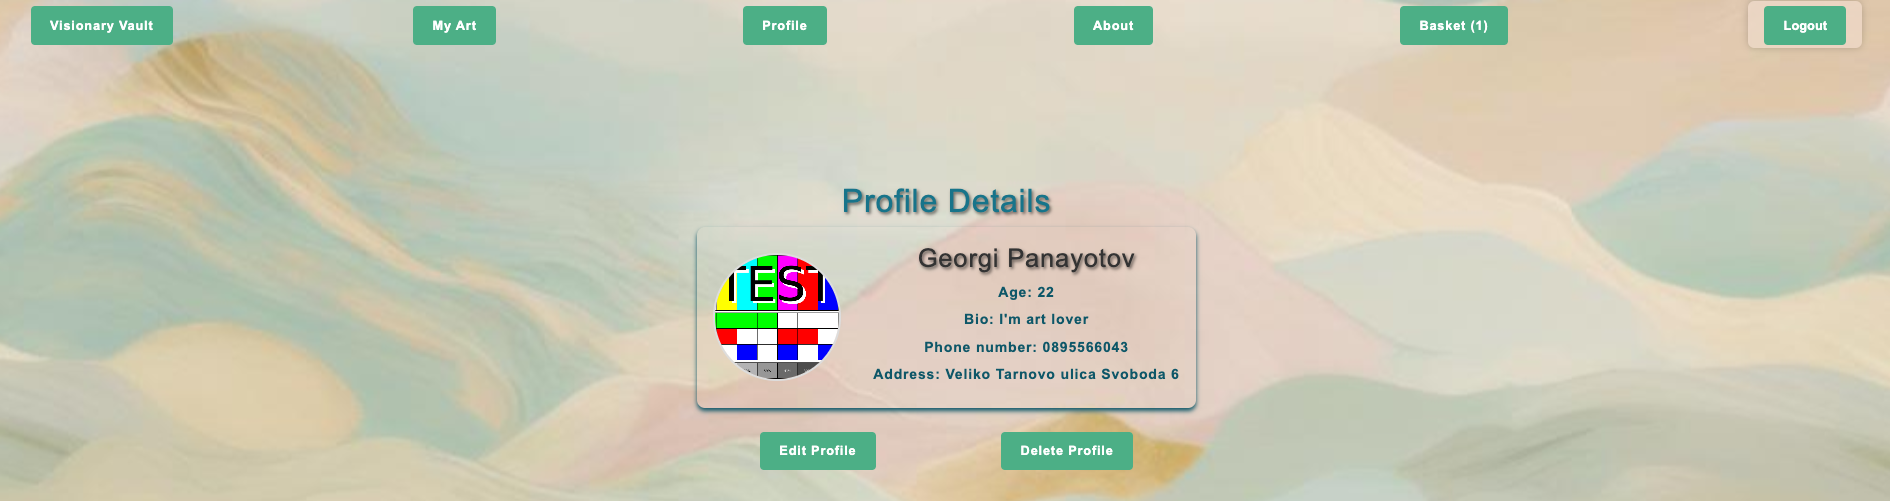 Visionary Vault
My Art
Profile
About
Basket (1)
Logout
Profile Details
TEST
Georgi Panayotov
Age: 22
Bio: I'm art lover
Phone number: 0895566043
Address: Veliko Tarnovo ulica Svoboda 6
Edit Profile
Delete Profile